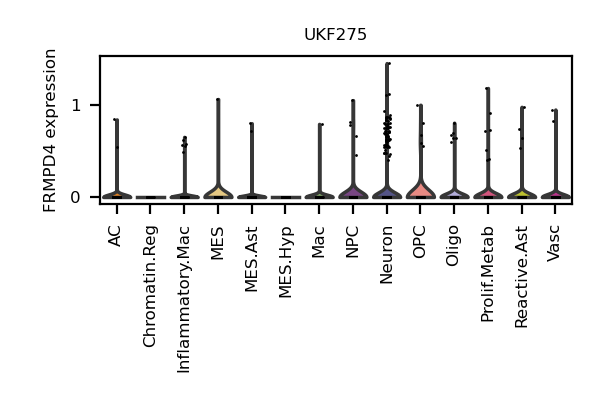 UKF275
FRMPD4 expression
1
0
AC
Chromatin.Reg
Inflammatory.Mac
MES
MES.Ast
MES.Hyp
Mac
NPC
Neuron
OPC
Oligo
Prolif.Metab
Reactive.Ast
Vasc